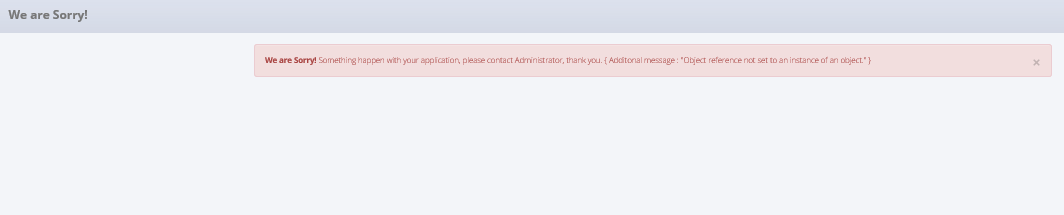 We are Sorry!
We are Sorry! Something happen with your application, please contact Administrator, thank you. { Additonal message : "Object reference not set to an instance of an object." }
×